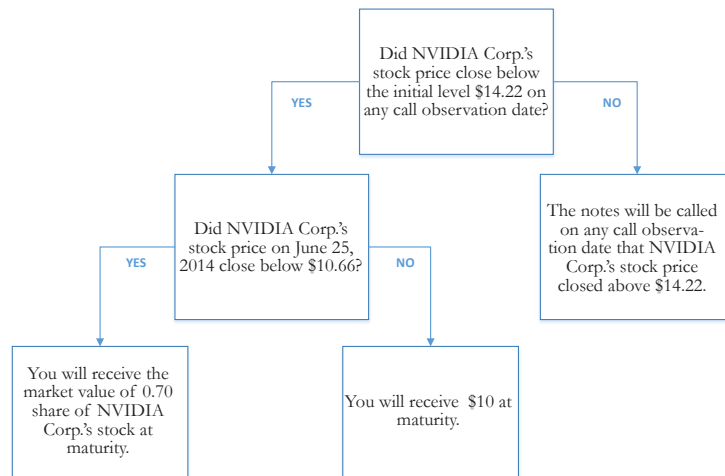 Did NVIDIA Corp.'s
stock price close below
the initial level $14.22 on
any call observation date?
YES
NO
Did NVIDIA Corp.'s
stock price on June 25,
2014 close below $10.66?
The notes will be called
on any call observa-
tion date that NVIDIA
Corp.'s stock price
closed above $14.22.
YES
NO
You will receive the
market value of 0.70
share of NVIDIA
Corp.'s stock at
maturity.
You will receive $10 at
maturity.